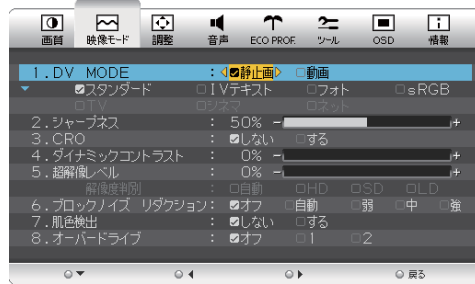 画質 映像モード 調整 音声 ECO PROF. ツール OSD 情報
1.DV MODE : 静止画 動画
スタンダード IVテキスト フォト sRGB
TV シネマ ネット
2.シャープネス : 50% - +
3.CRO : しない する
4.ダイナミックコントラスト : 0% - +
5.超解像レベル : 0% - +
解像度判別 : 自動 HD SD LD
6.ブロックノイズ リダクション: オフ 自動 弱 中 強
7.肌色検出 : しない する
8.オーバードライブ : オフ 1 2
戻る